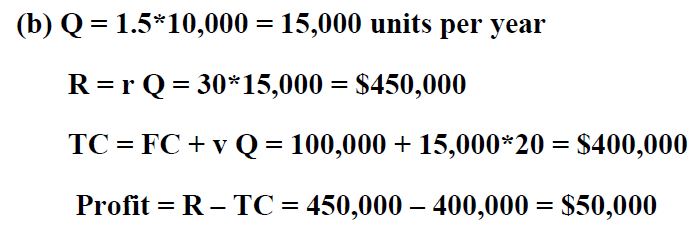 (b) Q = 1.5*10,000 = 15,000 units per year
R = r Q = 30*15,000 = $450,000
TC = FC + v Q = 100,000 + 15,000*20 = $400,000
Profit = R – TC = 450,000 – 400,000 = $50,000